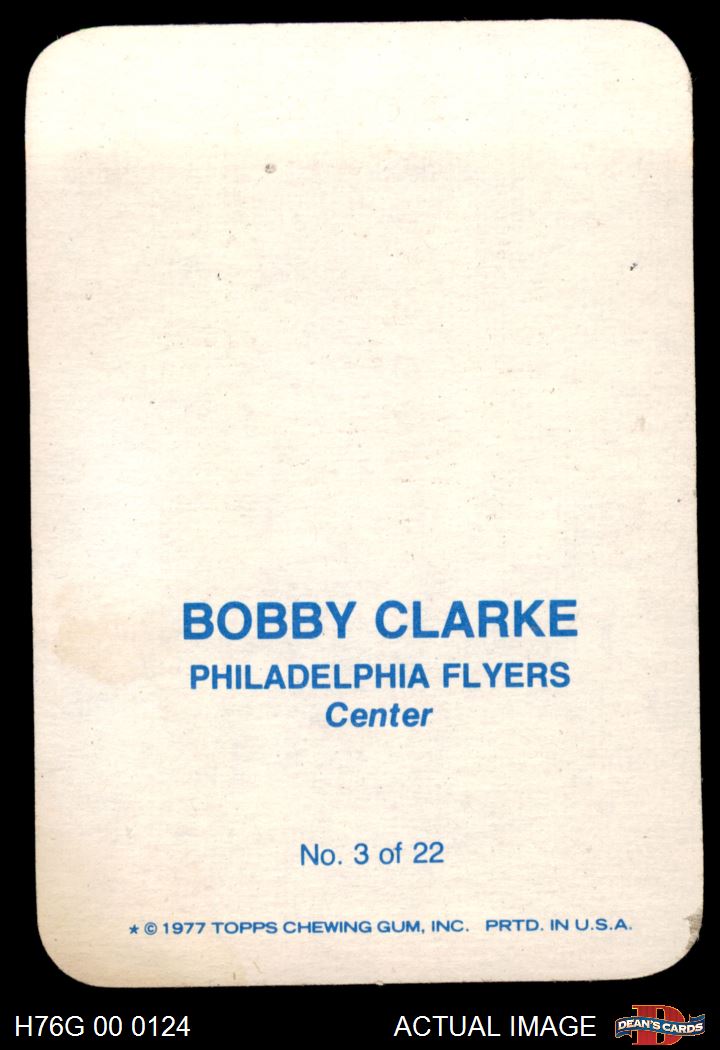 BOBBY CLARKE
PHILADELPHIA FLYERS
Center
No. 3 of 22
★ © 1977 TOPPS CHEWING GUM, INC. PRTD. IN U.S.A.
H76G 00 0124
ACTUAL IMAGE
D
DEAN'S CARDS